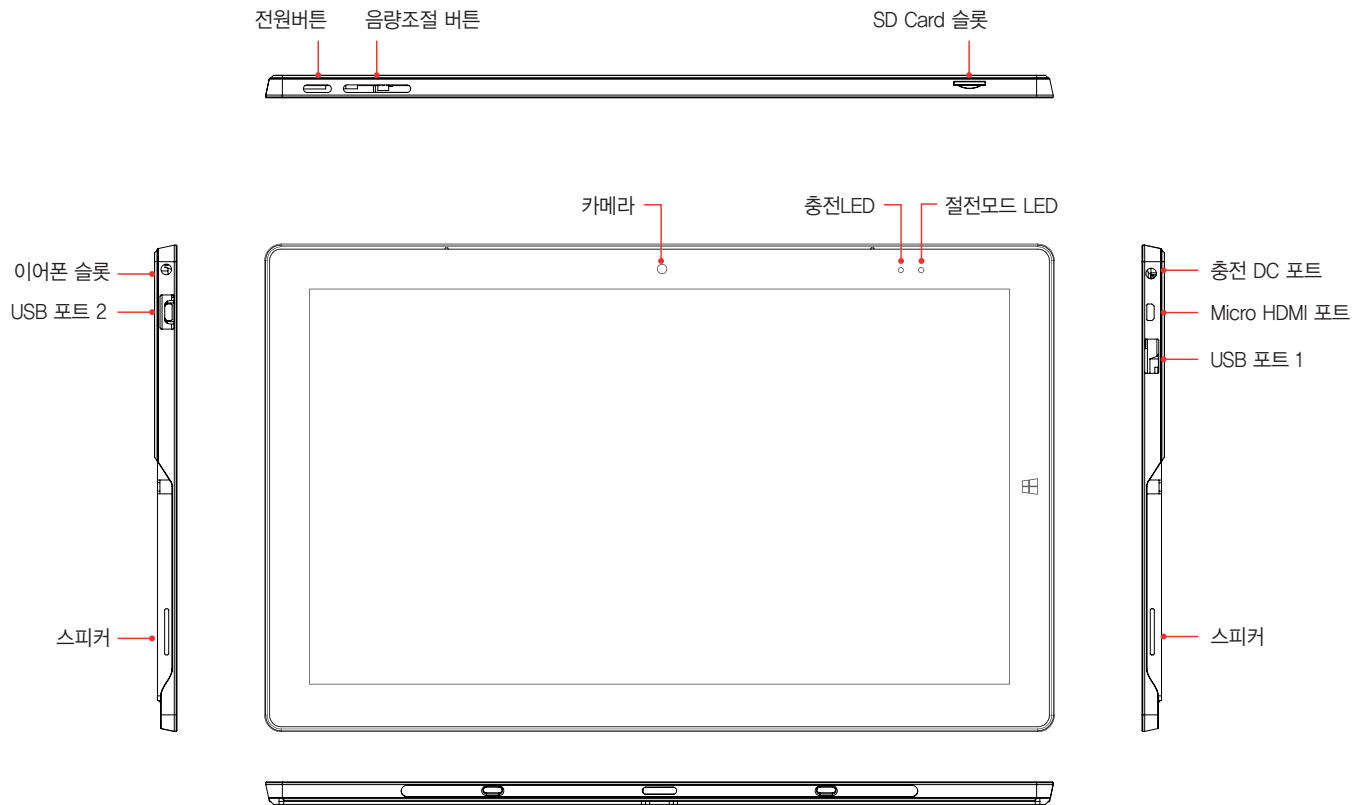 전원버튼
음량조절 버튼
SD Card 슬롯
카메라
충전LED
절전모드 LED
이어폰 슬롯
USB 포트 2
충전 DC 포트
Micro HDMI 포트
USB 포트 1
스피커
스피커